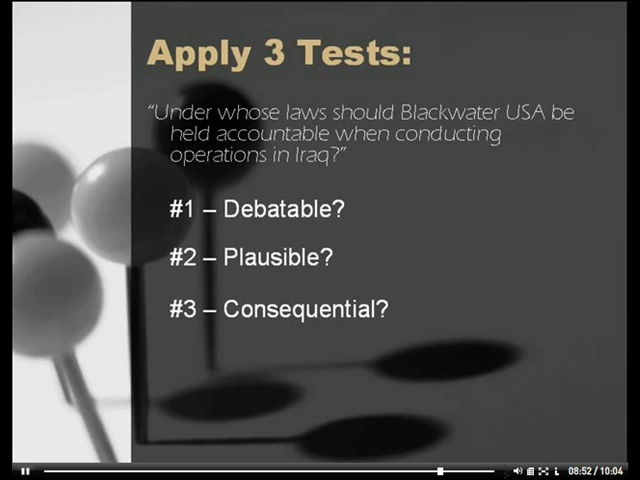 Apply 3 Tests:
“Under whose laws should Blackwater USA be
held accountable when conducting
operations in Iraq?”
#1 – Debatable?
#2 – Plausible?
#3 – Consequential?
08:52 / 10:04